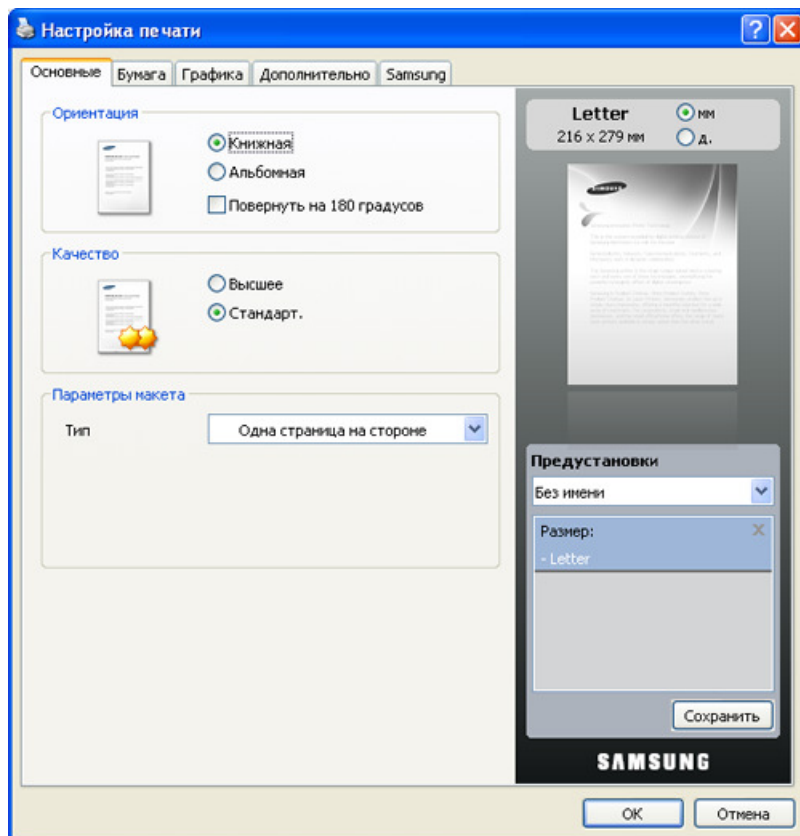 Настройка печати
Основные Бумага Графика Дополнительно Samsung
Ориентация
Книжная
Альбомная
Повернуть на 180 градусов
Качество
Высшее
Стандарт.
Параметры макета
Тип Одна страница на стороне
Letter
216 x 279 мм
мм
д.
SAMSUNG
Предустановки
Без имени
Размер:
- Letter
Сохранить
SAMSUNG
OK Отмена